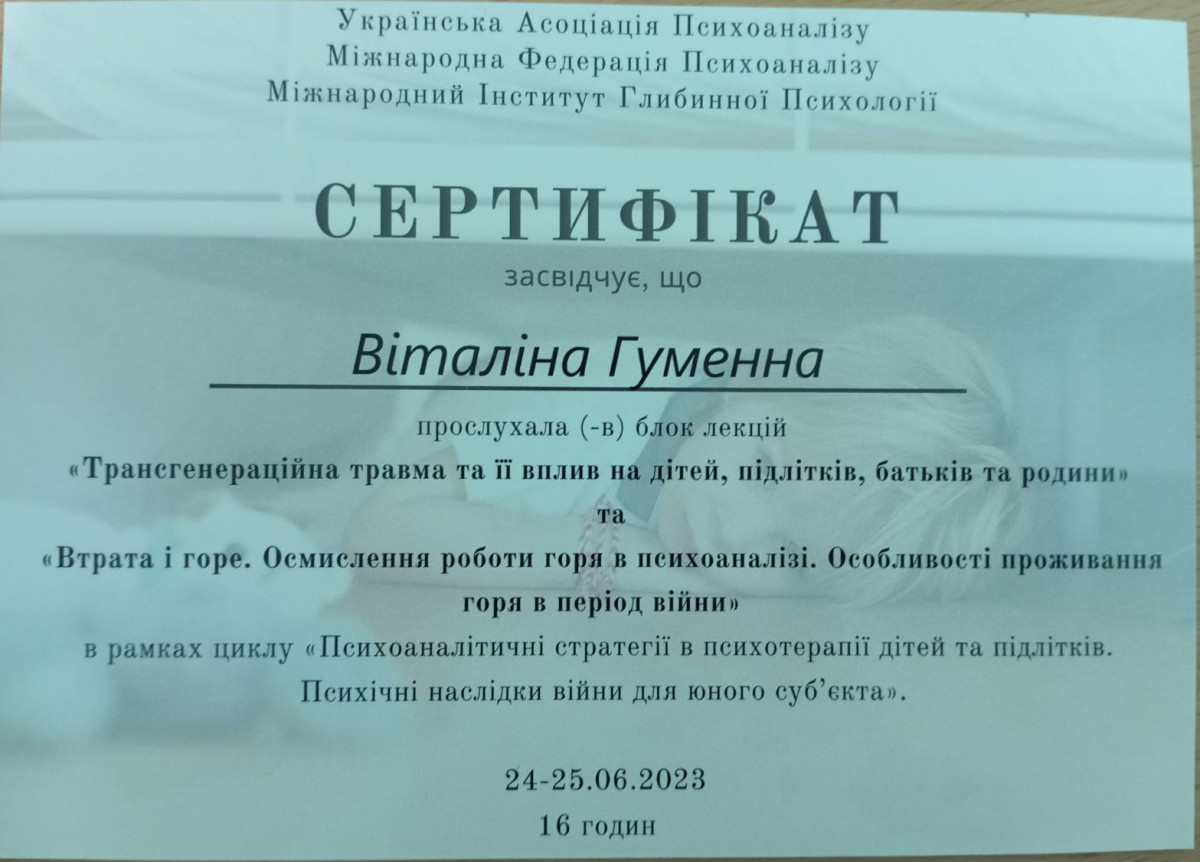 Українська Асоціація Психоаналізу
Міжнародна Федерація Психоаналізу
Міжнародний Інститут Глибинної Психології
СЕРТИФІКАТ
засвідчує, що
Віталіна Гуменна
прослухала (-в) блок лекцій
«Трансгенераційна травма та її вплив на дітей, підлітків, батьків та родини»
та
«Втрата і горе. Осмислення роботи горя в психоаналізі. Особливості проживання
горя в період війни»
в рамках циклу «Психоаналітичні стратегії в психотерапії дітей та підлітків.
Психічні наслідки війни для юного суб’єкта».
24-25.06.2023
16 годин